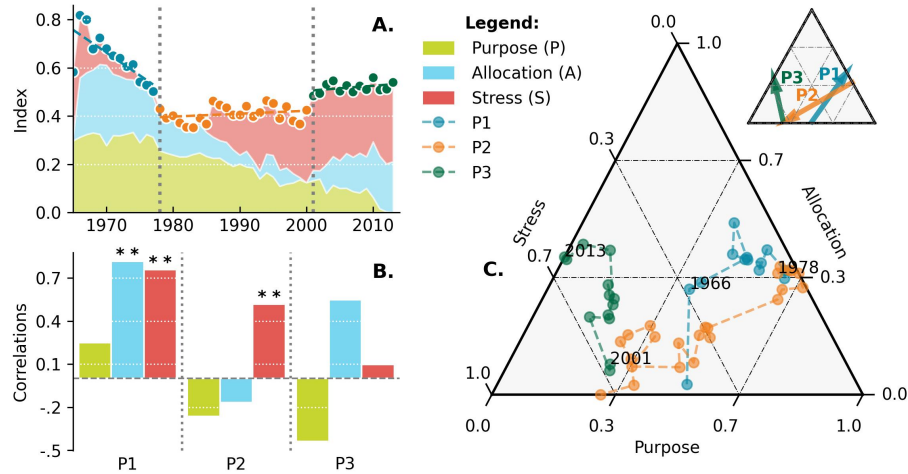 A.
Index
0.8
0.6
0.4
0.2
0.0
1970
1980
1990
2000
2010
Legend:
Purpose (P)
Allocation (A)
Stress (S)
P1
P2
P3
B.
Correlations
0.7
0.4
0.1
-.2
-.5
* *
* *
* *
P1
P2
P3
C.
0.0
1.0
0.3
0.7
Stress
Allocation
0.7
0.3
1.0
0.0
2013
1966
1978
2001
0.0
0.3
0.7
1.0
Purpose
P3
P1
P2